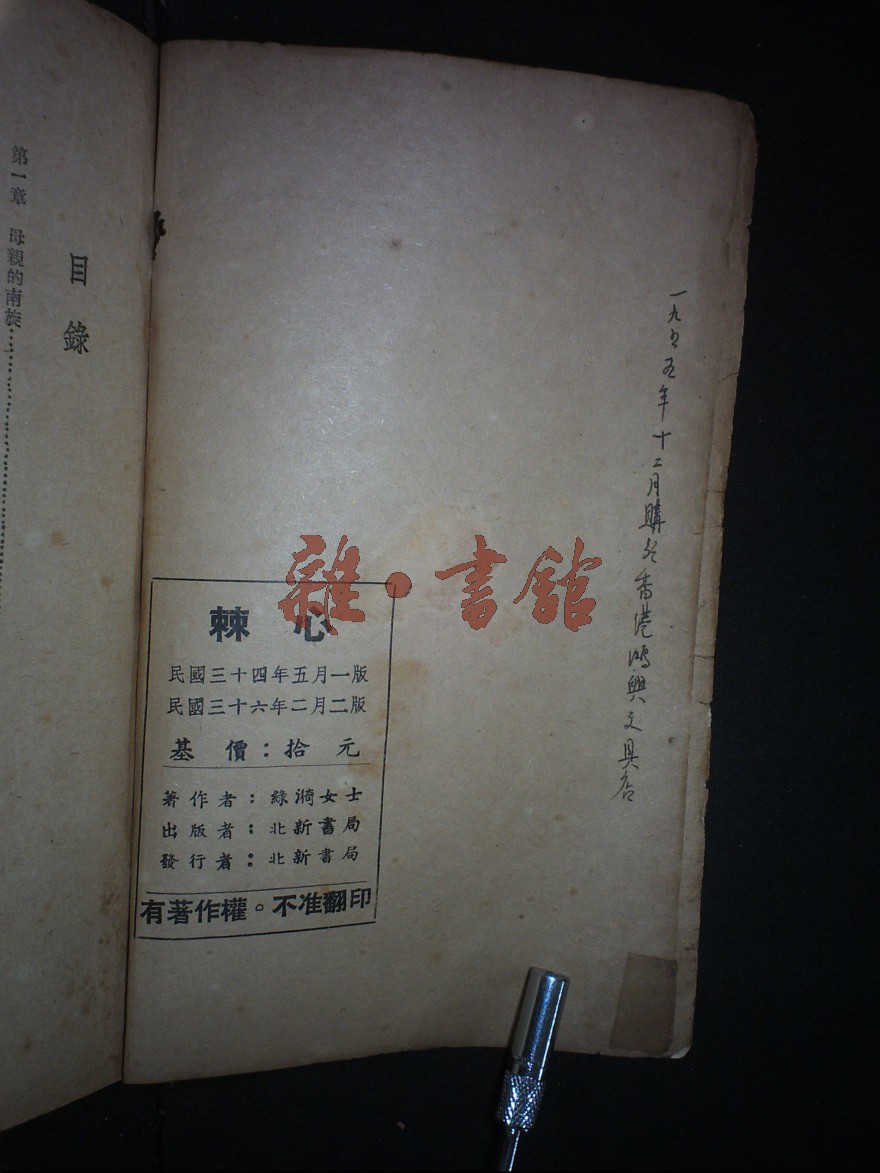 一九五五年十二月購於香港鴻興文具店
雜·書館
棘心
民國三十四年五月一版
民國三十六年二月二版
基價：拾元
著作者：綠漪女士
出版者：北新書局
發行者：北新書局
有著作權。不准翻印
目錄
第一章 母親的南旋